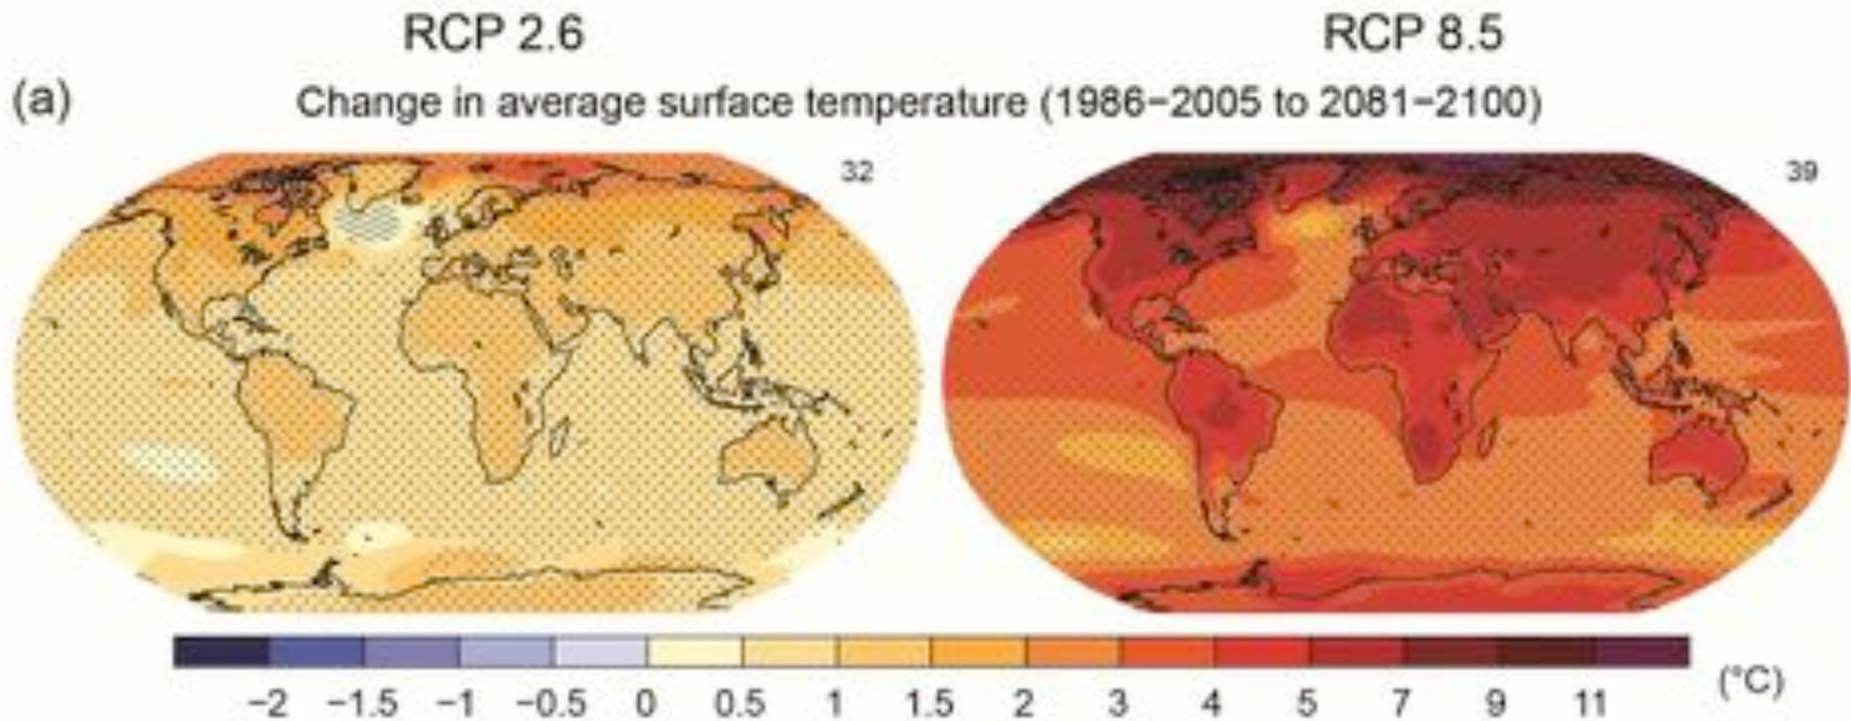 RCP 2.6 RCP 8.5
(a) Change in average surface temperature (1986−2005 to 2081−2100)
32 39
−2 −1.5 −1 −0.5 0 0.5 1 1.5 2 3 4 5 7 9 11 (°C)